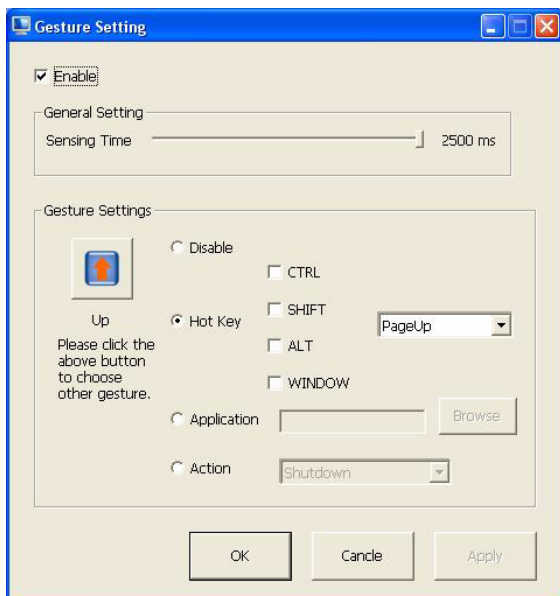 Gesture Setting
Enable
General Setting
Sensing Time 2500 ms
Gesture Settings
Disable
CTRL
SHIFT
Up
Hot Key
PageUp
Please click the
above button
to choose
other gesture.
ALT
WINDOW
Application
Browse
Action
Shutdown
OK
Cancle
Apply